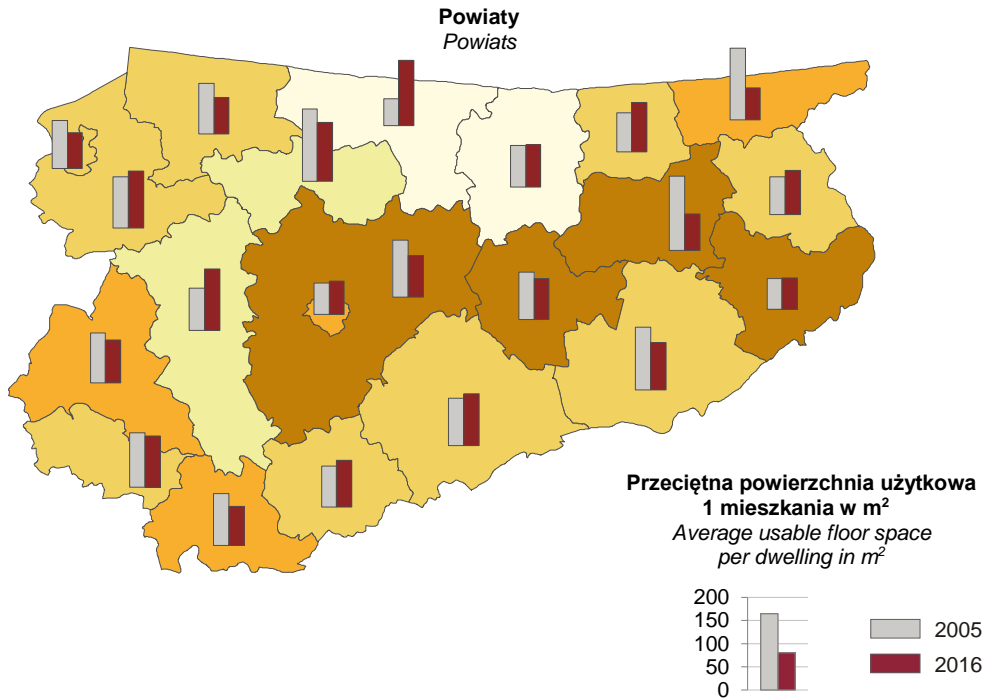 Powiaty
Powiats
Przeciętna powierzchnia użytkowa
1 mieszkania w m²
Average usable floor space
per dwelling in m²
200
150
100
50
0
2005
2016